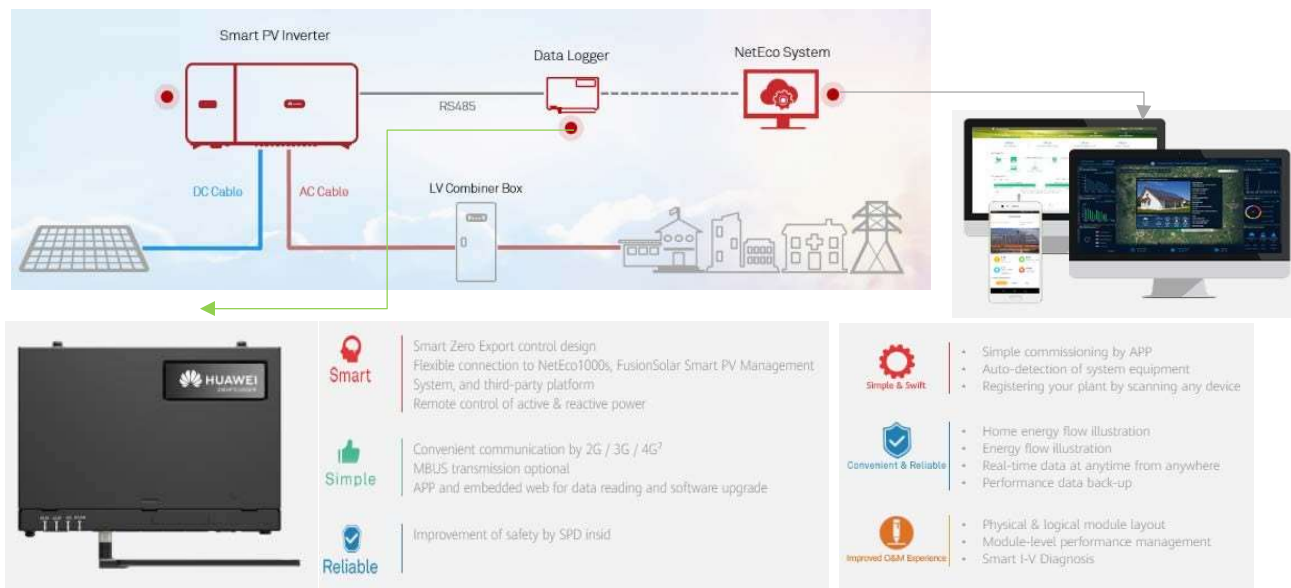 Smart PV Inverter
Data Logger
NetEco System
RS485
DC Cable
AC Cable
LV Combiner Box
HUAWEI
Smart
Smart Zero Export control design
Flexible connection to NetEco1000s, FusionSolar Smart PV Management
System, and third-party platform
Remote control of active & reactive power
Simple
Convenient communication by 2G / 3G / 4G²
MBUS transmission optional
APP and embedded web for data reading and software upgrade
Reliable
Improvement of safety by SPD insid
Simple & Swift
• Simple commissioning by APP
• Auto-detection of system equipment
• Registering your plant by scanning any device
Convenient & Reliable
• Home energy flow illustration
• Energy flow illustration
• Real-time data at anytime from anywhere
• Performance data back-up
Improved O&M Experience
• Physical & logical module layout
• Module-level performance management
• Smart I-V Diagnosis